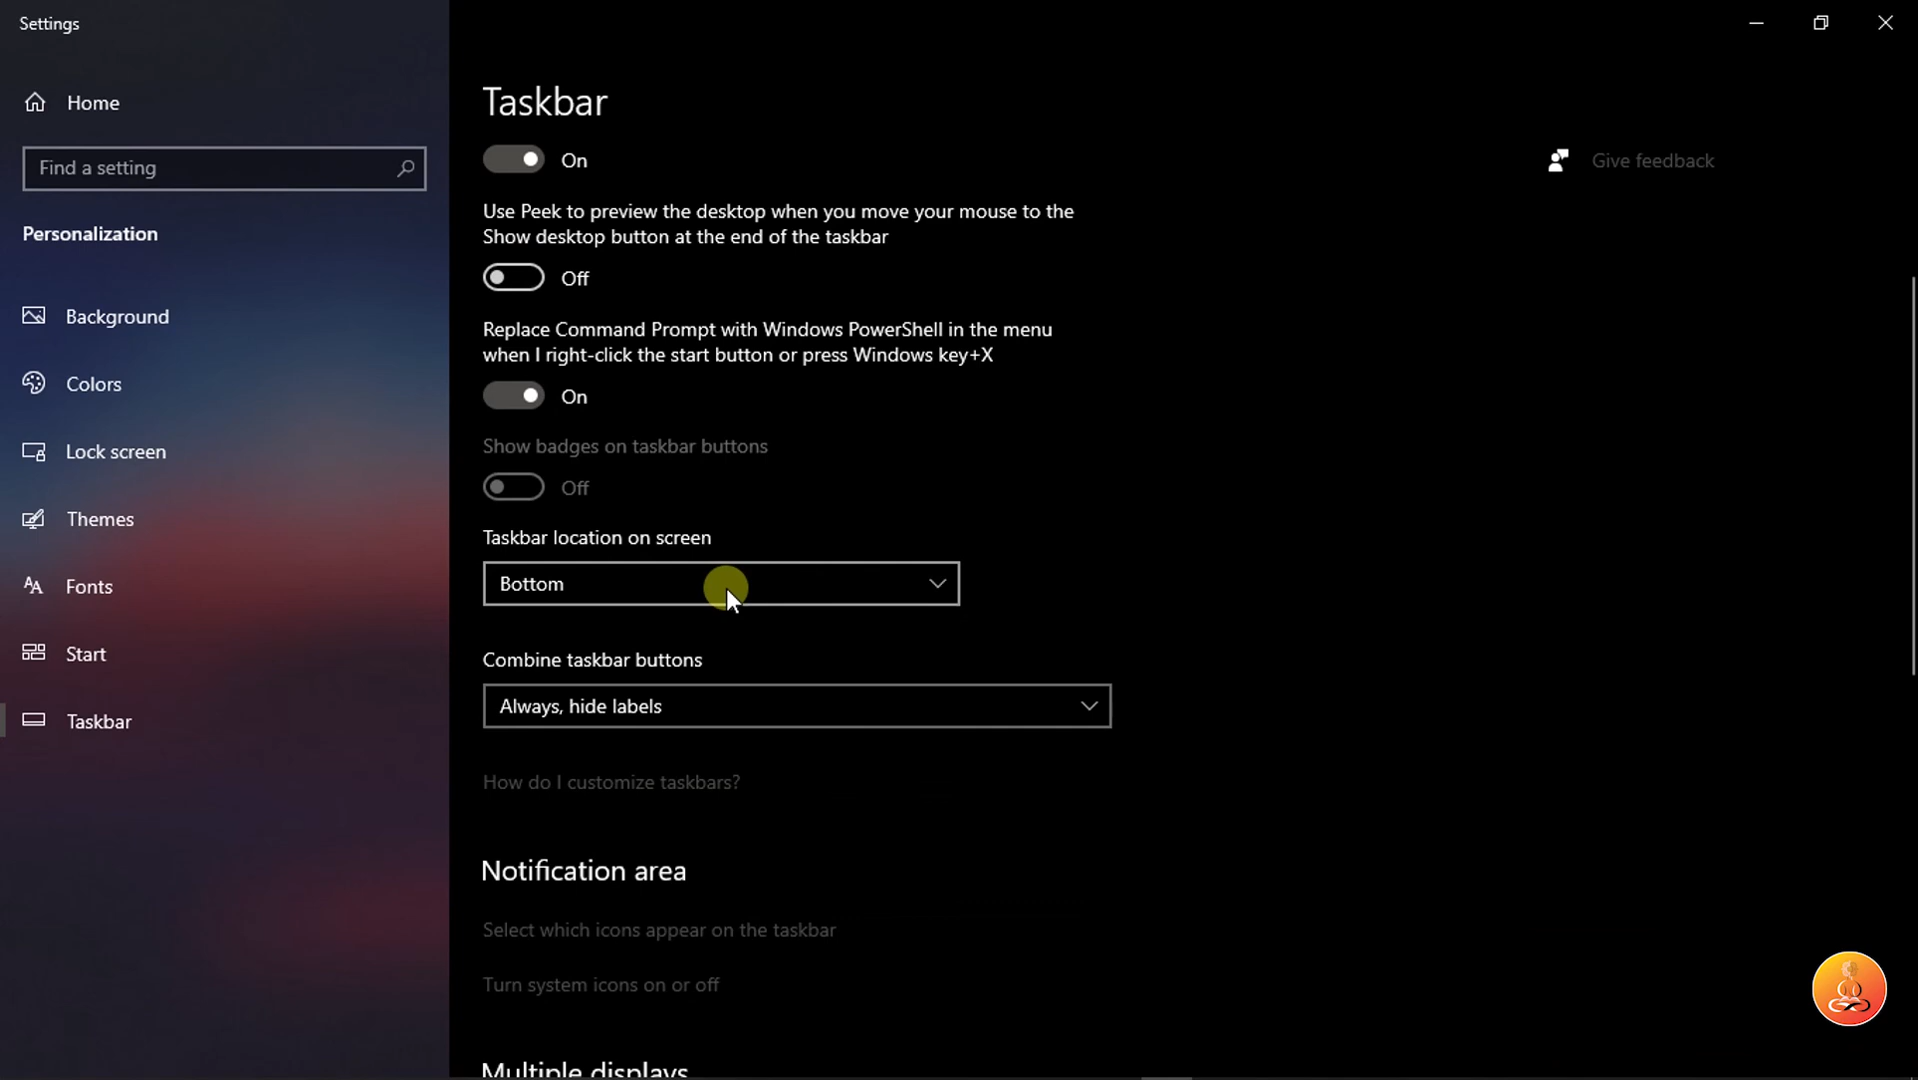 Settings
Home
Find a setting
Personalization
Background
Colors
Lock screen
Themes
Fonts
Start
Taskbar
Taskbar
On
Give feedback
Use Peek to preview the desktop when you move your mouse to the
Show desktop button at the end of the taskbar
Off
Replace Command Prompt with Windows PowerShell in the menu
when I right-click the start button or press Windows key+X
On
Show badges on taskbar buttons
Off
Taskbar location on screen
Bottom
Combine taskbar buttons
Always, hide labels
How do I customize taskbars?
Notification area
Select which icons appear on the taskbar
Turn system icons on or off
Multiple displays